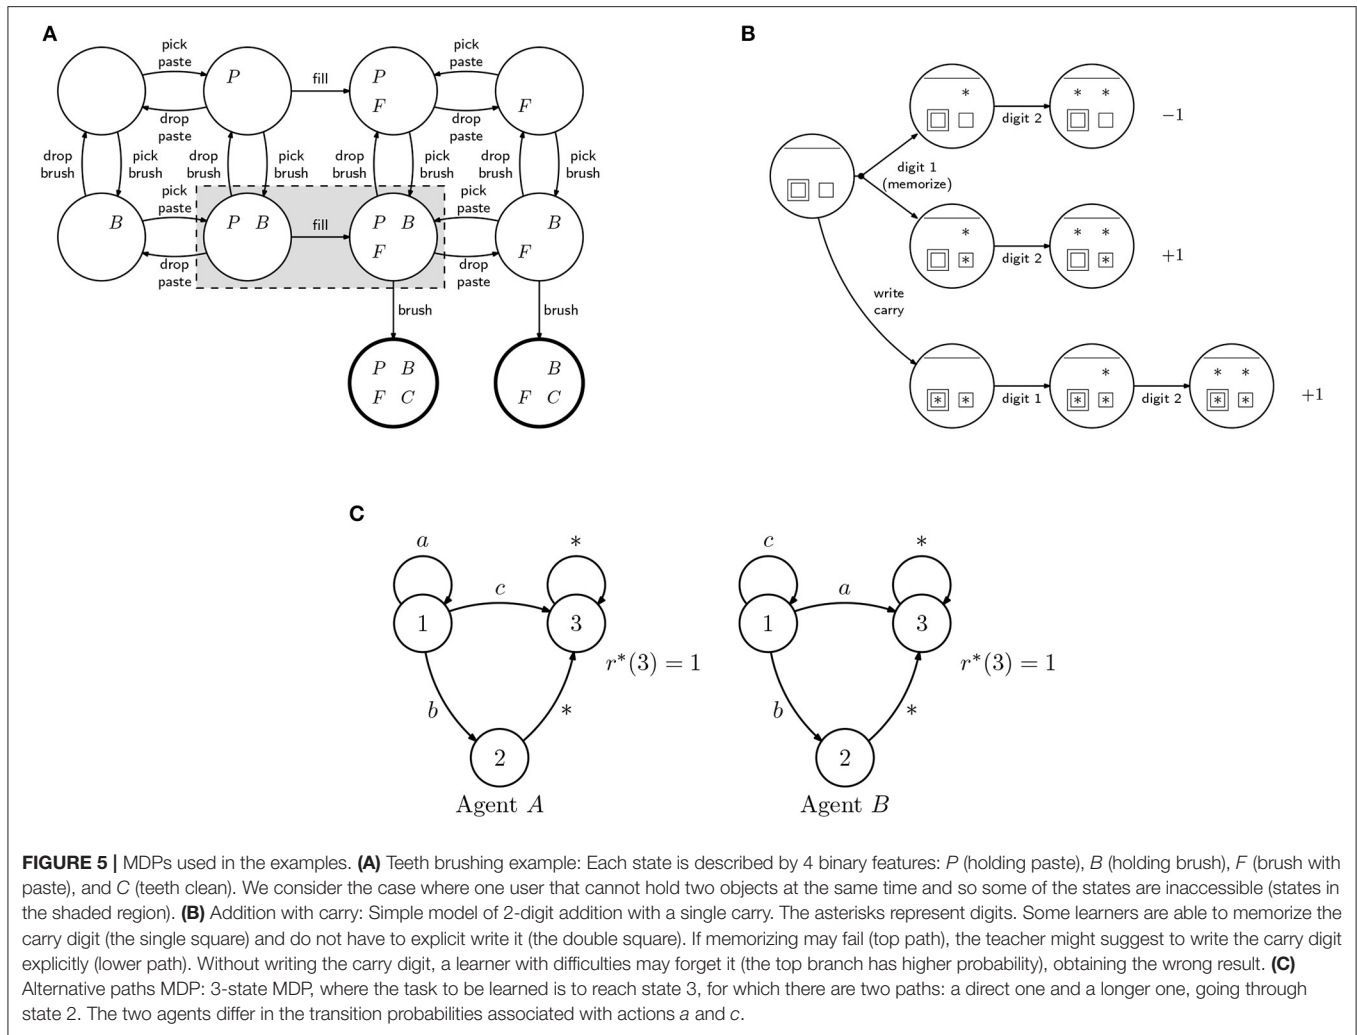 A
B
pick
paste
pick
paste
P
fill
P
F
F
drop
paste
drop
paste
drop
brush
pick
brush
drop
brush
pick
brush
drop
brush
pick
brush
drop
brush
pick
brush
pick
paste
pick
paste
B
P B
fill
P B
F
B
F
drop
paste
drop
paste
brush
brush
P B
F C
B
F C
*
digit 2
* *
−1
digit 1
(memorize)
*
*
digit 2
* *
*
+1
write
carry
* *
digit 1
*
* *
digit 2
* *
* *
+1
C
a
*
c
1
3
r*(3) = 1
b
*
2
Agent A
c
*
a
1
3
r*(3) = 1
b
*
2
Agent B
FIGURE 5 | MDPs used in the examples. (A) Teeth brushing example: Each state is described by 4 binary features: P (holding paste), B (holding brush), F (brush with
paste), and C (teeth clean). We consider the case where one user that cannot hold two objects at the same time and so some of the states are inaccessible (states in
the shaded region). (B) Addition with carry: Simple model of 2-digit addition with a single carry. The asterisks represent digits. Some learners are able to memorize the
carry digit (the single square) and do not have to explicit write it (the double square). If memorizing may fail (top path), the teacher might suggest to write the carry digit
explicitly (lower path). Without writing the carry digit, a learner with difficulties may forget it (the top branch has higher probability), obtaining the wrong result. (C)
Alternative paths MDP: 3-state MDP, where the task to be learned is to reach state 3, for which there are two paths: a direct one and a longer one, going through
state 2. The two agents differ in the transition probabilities associated with actions a and c.